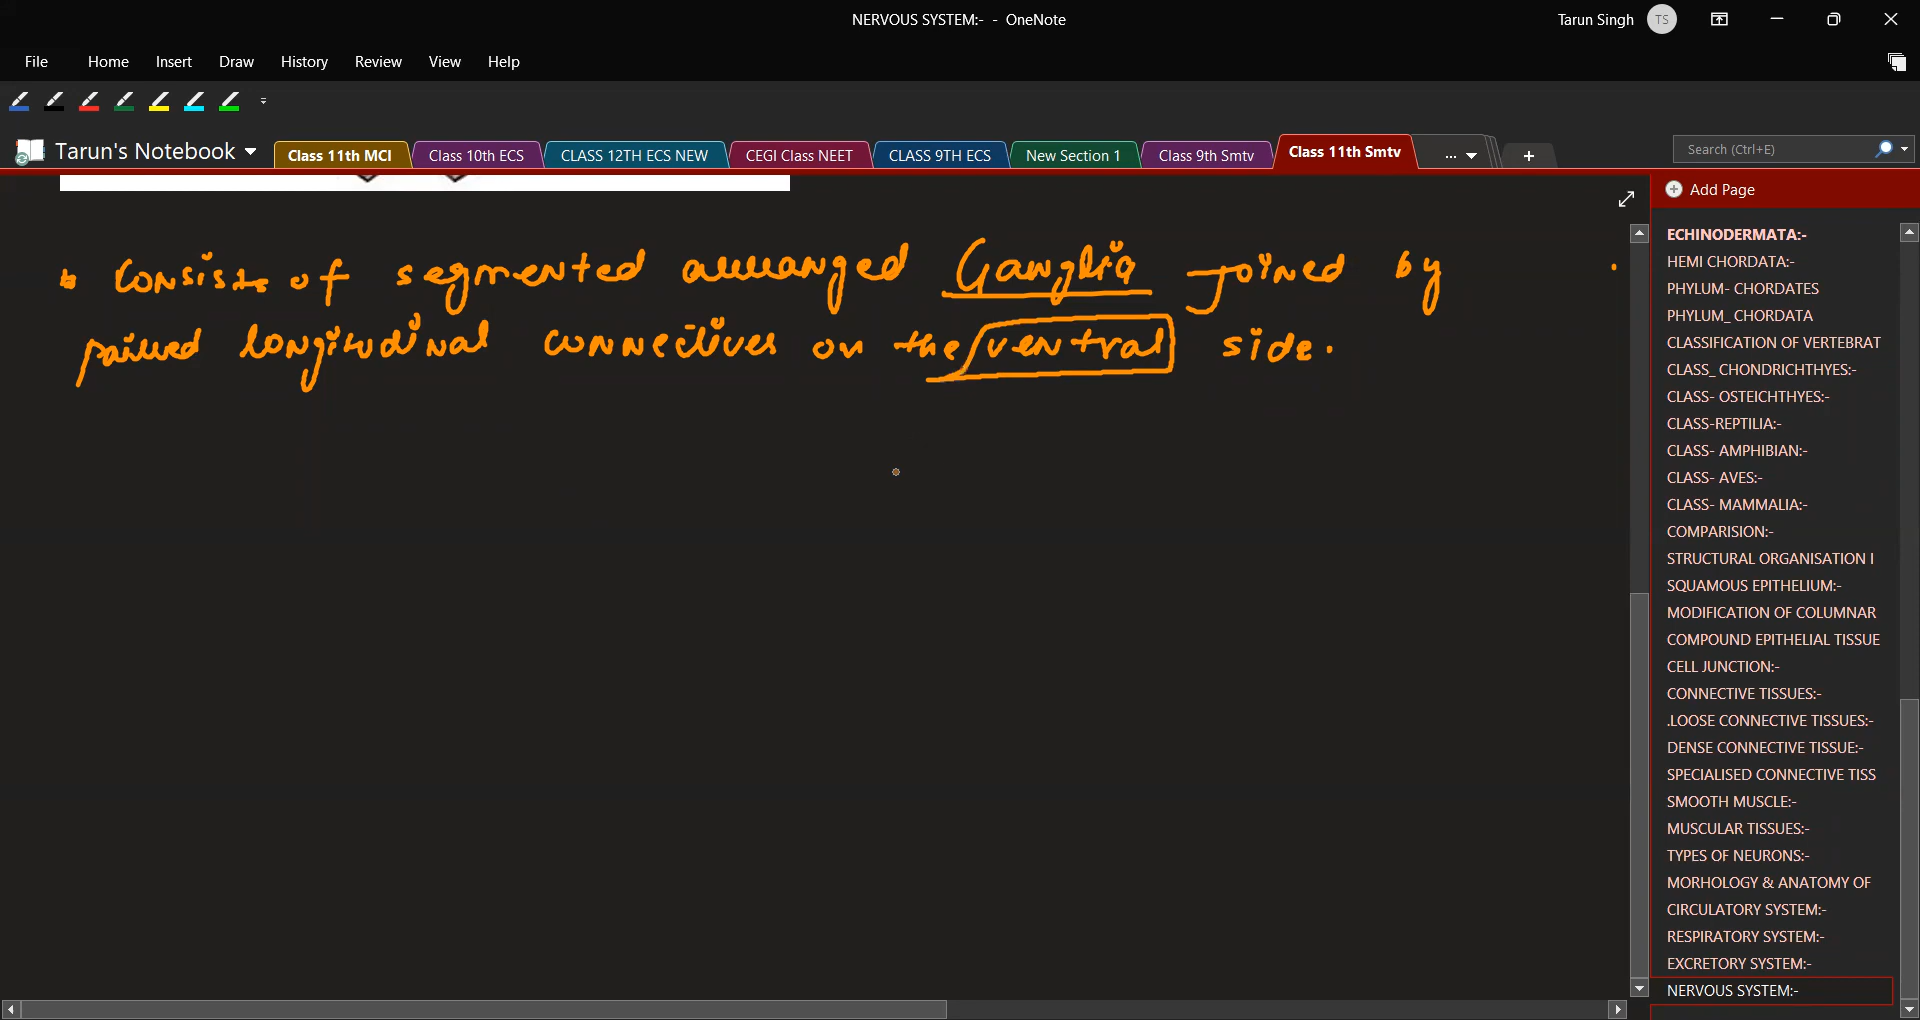 NERVOUS SYSTEM:- - OneNote
Tarun Singh TS
File Home Insert Draw History Review View Help
Tarun's Notebook Class 11th MCI Class 10th ECS CLASS 12TH ECS NEW CEGI Class NEET CLASS 9TH ECS New Section 1 Class 9th Smtv Class 11th Smtv ... + Search (Ctrl+E)
Consists of segmented arranged Ganglia joined by
paired longitudinal connectives on the ventral side.
Add Page
ECHINODERMATA:-
HEMI CHORDATA:-
PHYLUM- CHORDATES
PHYLUM_ CHORDATA
CLASSIFICATION OF VERTEBRAT
CLASS_ CHONDRICHTHYES:-
CLASS- OSTEICHTHYES:-
CLASS-REPTILIA:-
CLASS- AMPHIBIAN:-
CLASS- AVES:-
CLASS- MAMMALIA:-
COMPARISION:-
STRUCTURAL ORGANISATION I
SQUAMOUS EPITHELIUM:-
MODIFICATION OF COLUMNAR
COMPOUND EPITHELIAL TISSUE
CELL JUNCTION:-
CONNECTIVE TISSUES:-
.LOOSE CONNECTIVE TISSUES:-
DENSE CONNECTIVE TISSUE:-
SPECIALISED CONNECTIVE TISS
SMOOTH MUSCLE:-
MUSCULAR TISSUES:-
TYPES OF NEURONS:-
MORHOLOGY & ANATOMY OF
CIRCULATORY SYSTEM:-
RESPIRATORY SYSTEM:-
EXCRETORY SYSTEM:-
NERVOUS SYSTEM:-